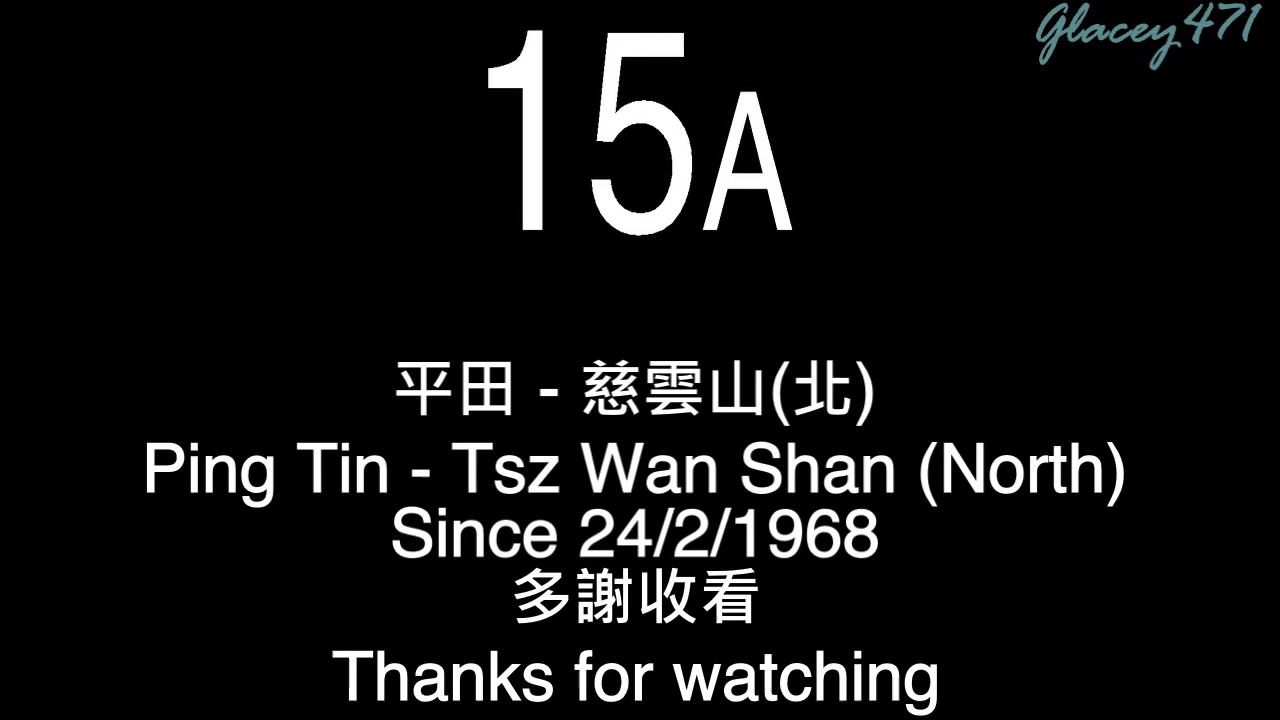 Glacey471
15A
平田 - 慈雲山(北)
Ping Tin - Tsz Wan Shan (North)
Since 24/2/1968
多謝收看
Thanks for watching